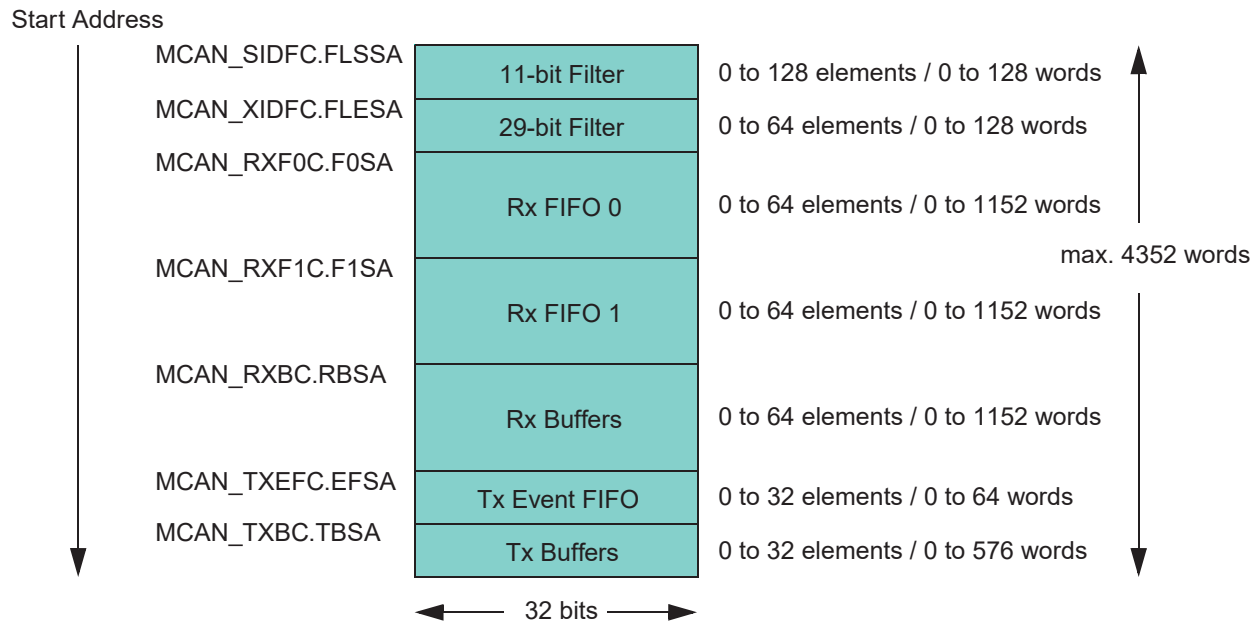 Start Address
MCAN_SIDFC.FLSSA
11-bit Filter
0 to 128 elements / 0 to 128 words
MCAN_XIDFC.FLESA
29-bit Filter
0 to 64 elements / 0 to 128 words
MCAN_RXF0C.F0SA
Rx FIFO 0
0 to 64 elements / 0 to 1152 words
max. 4352 words
MCAN_RXF1C.F1SA
Rx FIFO 1
0 to 64 elements / 0 to 1152 words
MCAN_RXBC.RBSA
Rx Buffers
0 to 64 elements / 0 to 1152 words
MCAN_TXEFC.EFSA
Tx Event FIFO
0 to 32 elements / 0 to 64 words
MCAN_TXBC.TBSA
Tx Buffers
0 to 32 elements / 0 to 576 words
32 bits